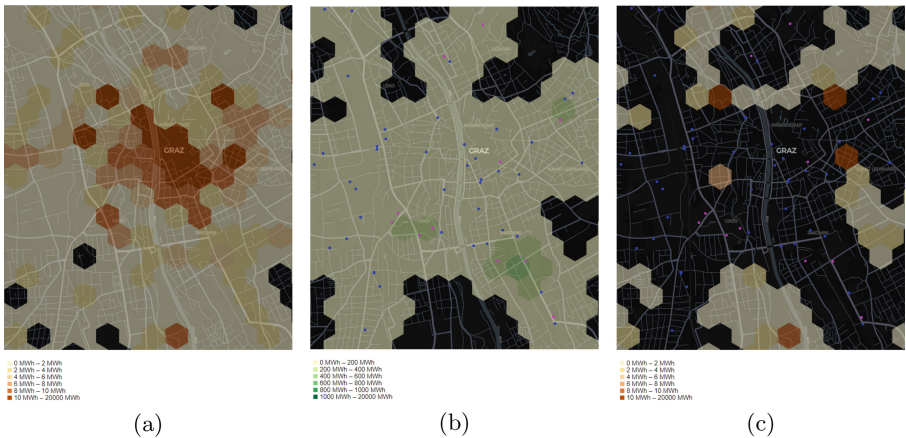 GRAZ
GRAZ
GRAZ
0 MWh – 2 MWh
2 MWh – 4 MWh
4 MWh – 6 MWh
6 MWh – 8 MWh
8 MWh – 10 MWh
10 MWh – 20000 MWh
0 MWh – 200 MWh
200 MWh – 400 MWh
400 MWh – 600 MWh
600 MWh – 800 MWh
800 MWh – 1000 MWh
1000 MWh – 20000 MWh
0 MWh – 2 MWh
2 MWh – 4 MWh
4 MWh – 6 MWh
6 MWh – 8 MWh
8 MWh – 10 MWh
10 MWh – 20000 MWh
(a)
(b)
(c)